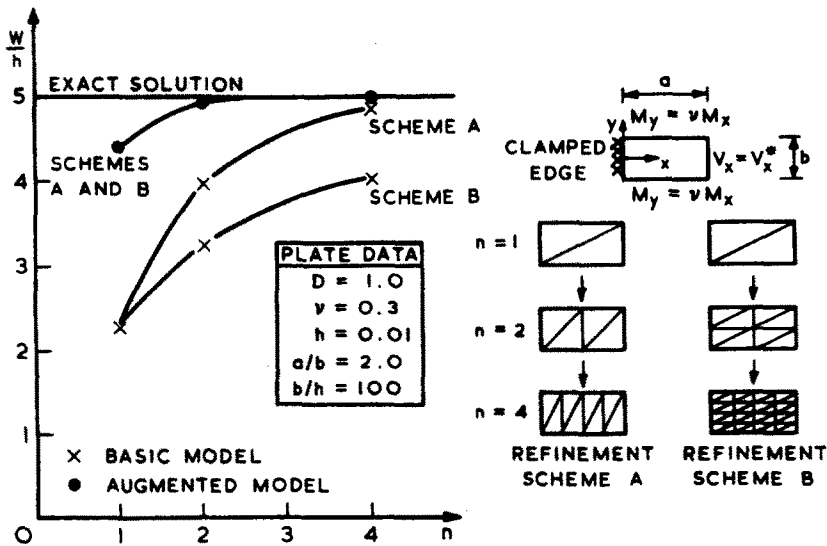 W
h
EXACT SOLUTION
5
4
3
2
1
O
1
2
3
4
n
SCHEMES
A AND B
SCHEME A
SCHEME B
PLATE DATA
D = 1.0
ν = 0.3
h = 0.01
a/b = 2.0
b/h = 100
× BASIC MODEL
● AUGMENTED MODEL
a
y
M_y = νM_x
CLAMPED
EDGE
x
V_x = V_x^*
b
M_y = νM_x
n = 1
n = 2
n = 4
REFINEMENT
SCHEME A
REFINEMENT
SCHEME B